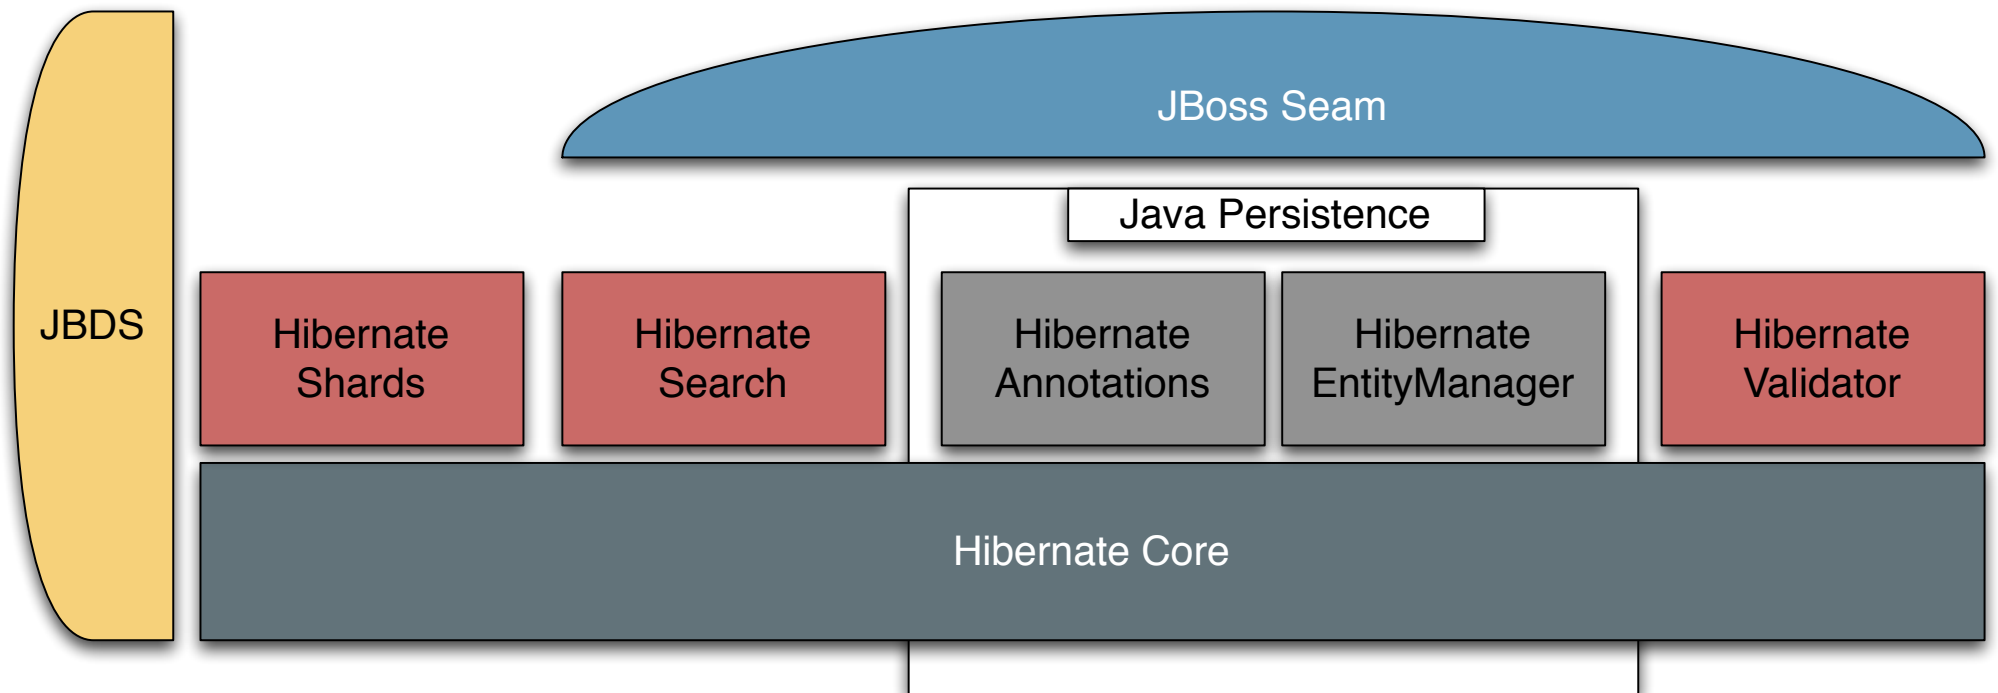 JBoss Seam
Java Persistence
JBDS
Hibernate
Shards
Hibernate
Search
Hibernate
Annotations
Hibernate
EntityManager
Hibernate
Validator
Hibernate Core